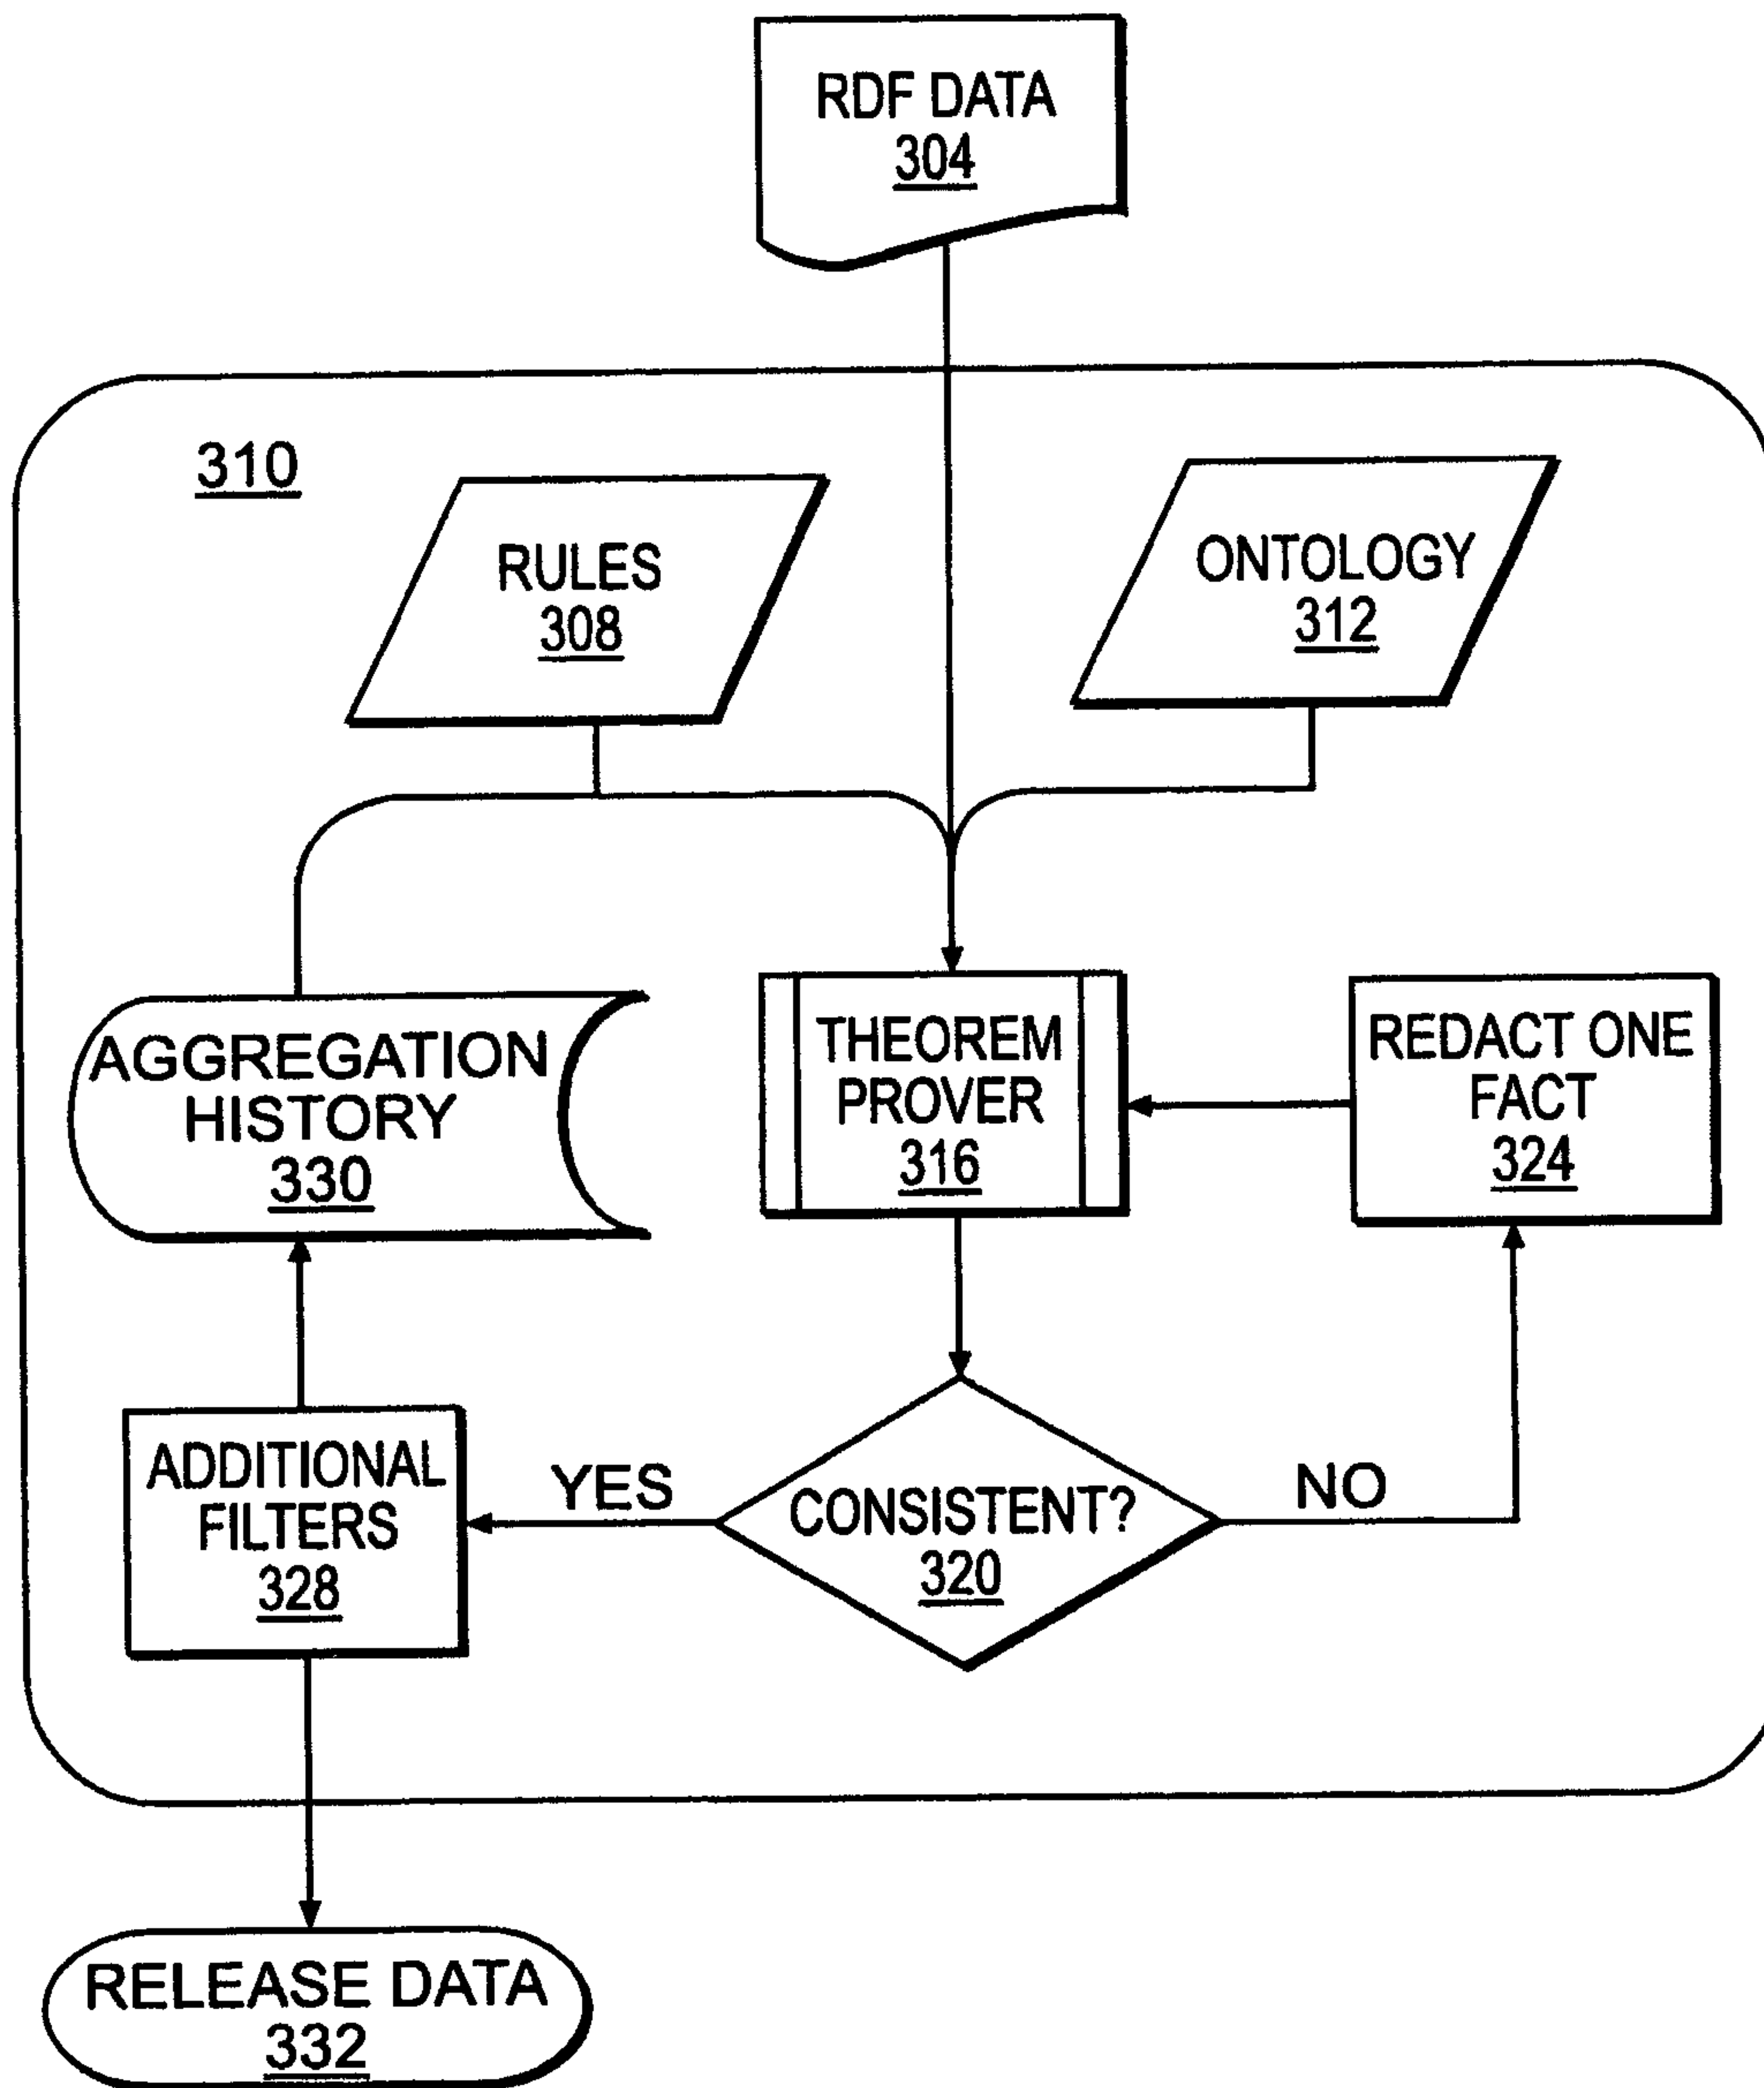 RDF DATA
304
310
RULES
308
ONTOLOGY
312
AGGREGATION
HISTORY
330
THEOREM
PROVER
316
REDACT ONE
FACT
324
ADDITIONAL
FILTERS
328
YES
CONSISTENT?
320
NO
RELEASE DATA
332